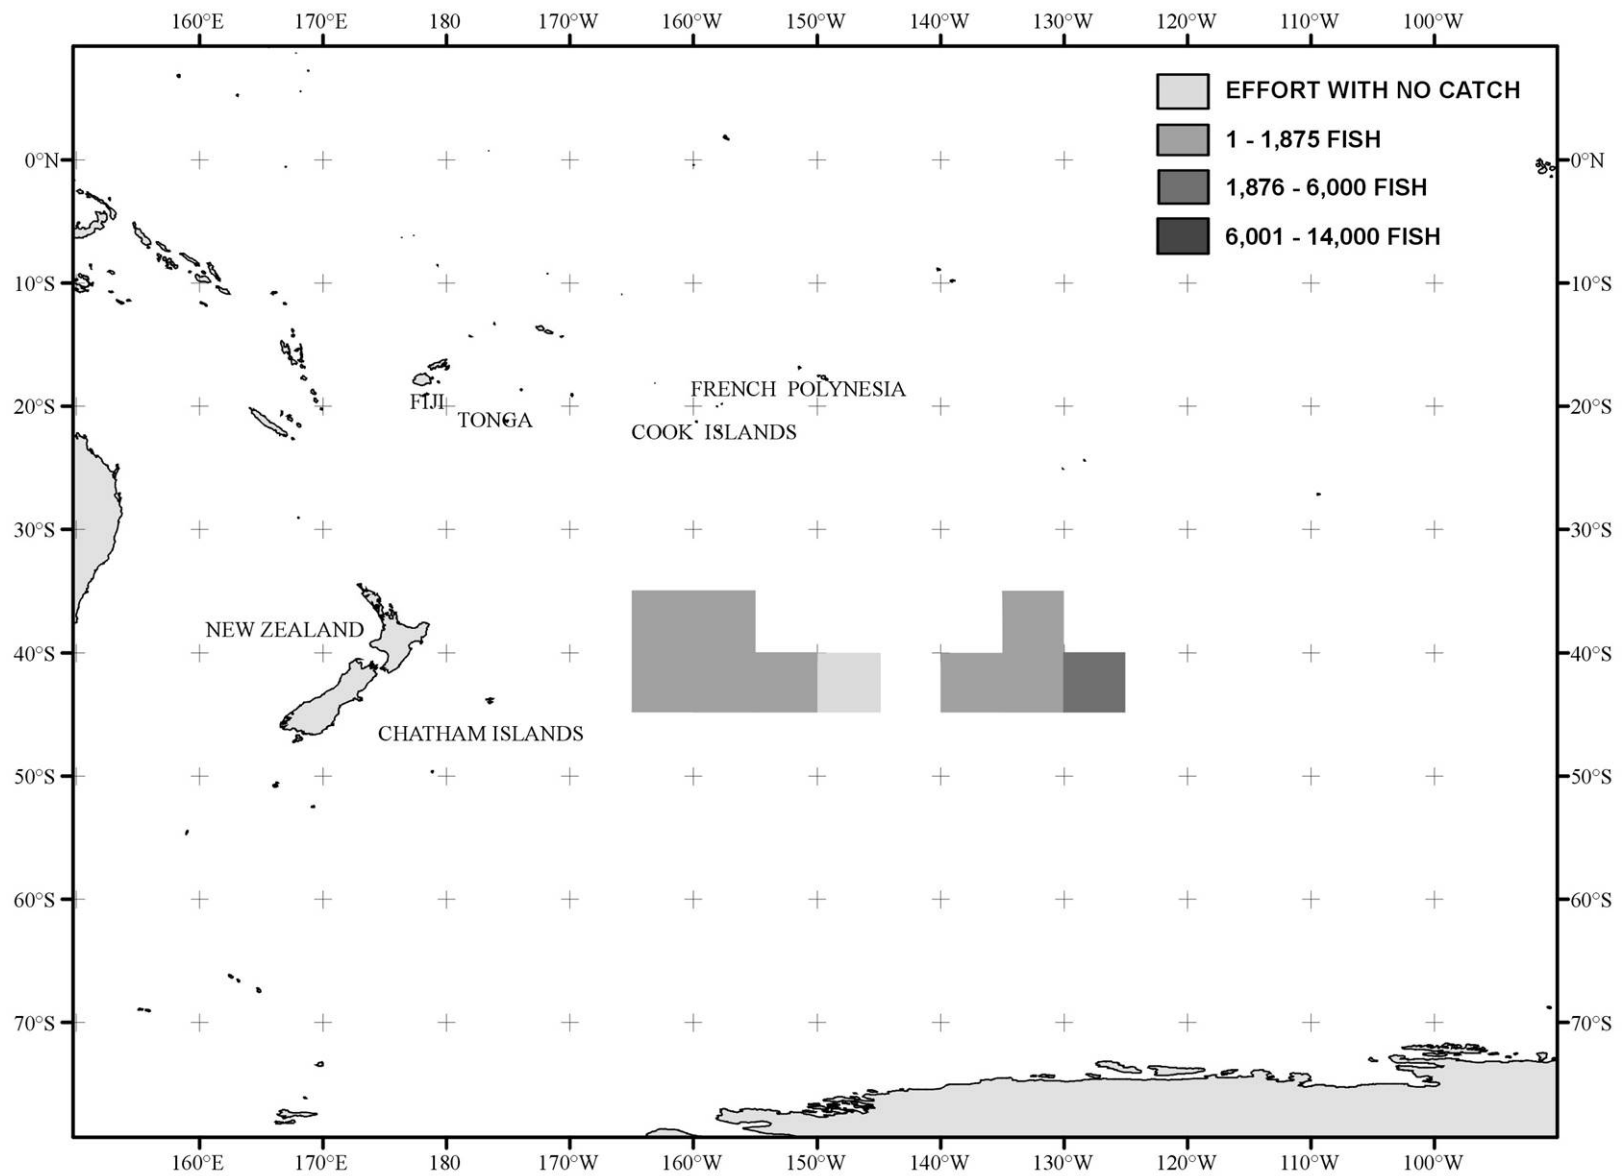 160°E 170°E 180 170°W 160°W 150°W 140°W 130°W 120°W 110°W 100°W
EFFORT WITH NO CATCH
1 - 1,875 FISH
0°N 0°N
1,876 - 6,000 FISH
6,001 - 14,000 FISH
10°S 10°S
FRENCH POLYNESIA
FIJI
20°S 20°S
TONGA
COOK ISLANDS
30°S 30°S
NEW ZEALAND
40°S 40°S
CHATHAM ISLANDS
50°S 50°S
60°S 60°S
70°S 70°S
160°E 170°E 180 170°W 160°W 150°W 140°W 130°W 120°W 110°W 100°W